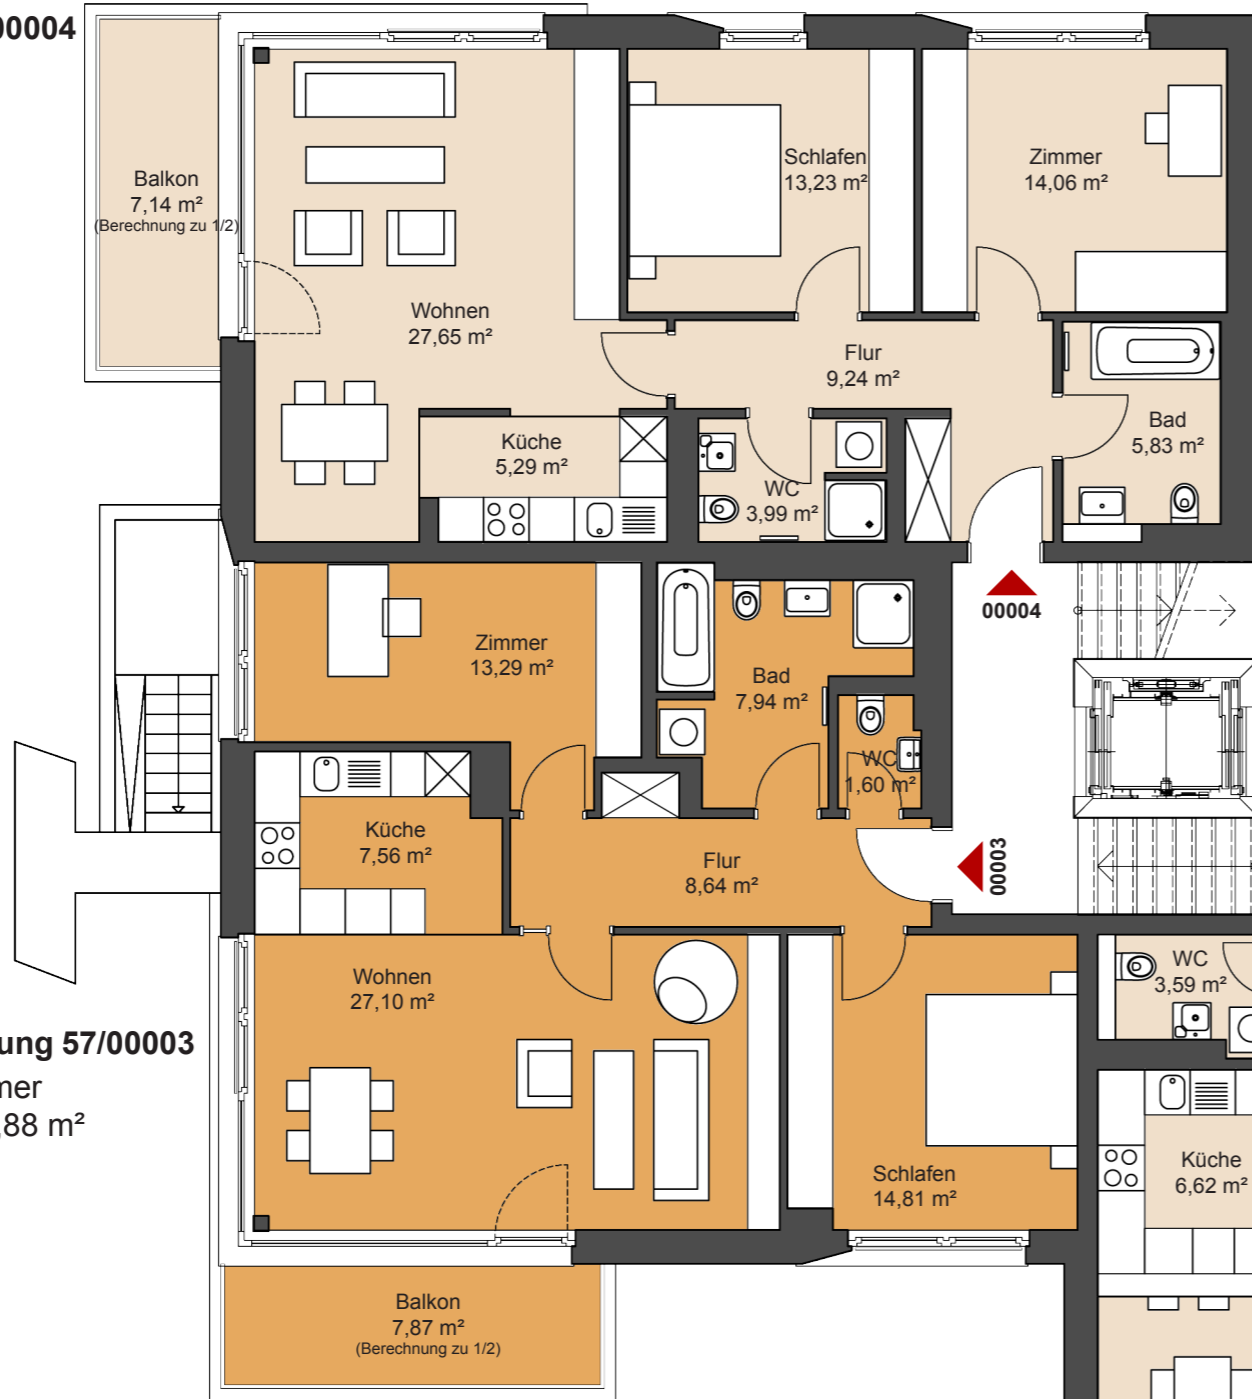 00004
Balkon
7,14 m²
(Berechnung zu 1/2)
Wohnen
27,65 m²
Schlafen
13,23 m²
Zimmer
14,06 m²
Flur
9,24 m²
Bad
5,83 m²
Küche
5,29 m²
WC
3,99 m²
00004
Zimmer
13,29 m²
Bad
7,94 m²
WC
1,60 m²
Küche
7,56 m²
Flur
8,64 m²
00003
Wohnen
27,10 m²
WC
3,59 m²
ung 57/00003
mer
,88 m²
Schlafen
14,81 m²
Küche
6,62 m²
Balkon
7,87 m²
(Berechnung zu 1/2)